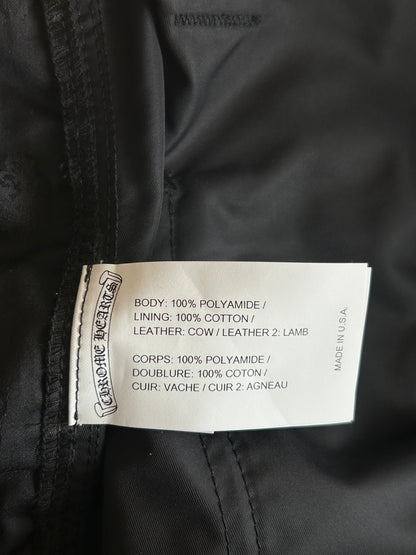 CHROME HEARTS
BODY: 100% POLYAMIDE /
LINING: 100% COTTON /
LEATHER: COW / LEATHER 2: LAMB
CORPS: 100% POLYAMIDE /
DOUBLURE: 100% COTON /
CUIR: VACHE / CUIR 2: AGNEAU
MADE IN U.S.A.